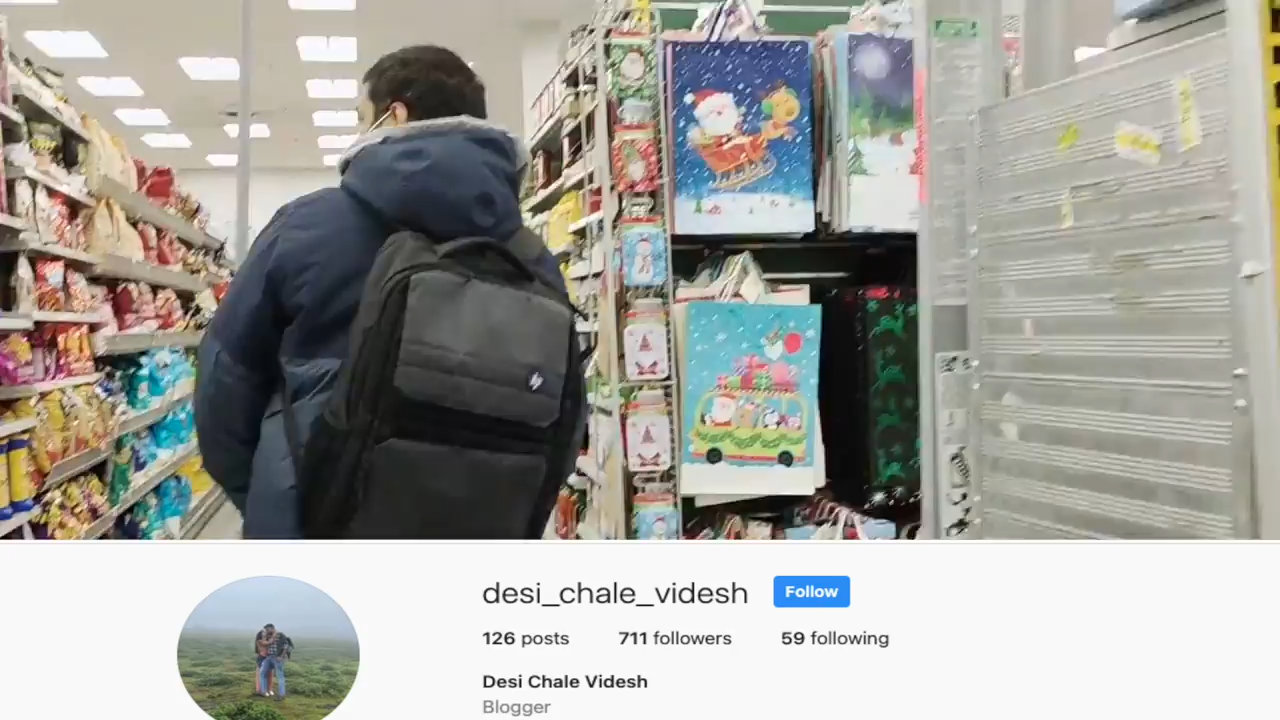 desi_chale_videsh Follow
126 posts 711 followers 59 following
Desi Chale Videsh
Blogger